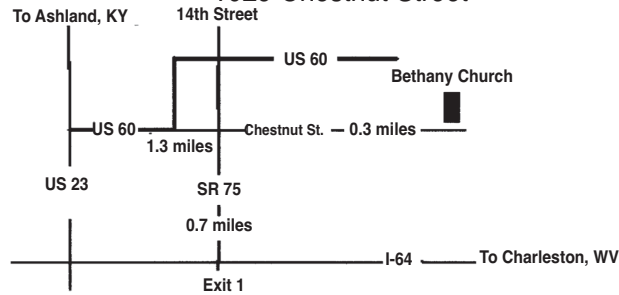 To Ashland, KY
14th Street
US 60
Bethany Church
US 60
Chestnut St. – 0.3 miles
1.3 miles
US 23
SR 75
0.7 miles
I-64
To Charleston, WV
Exit 1